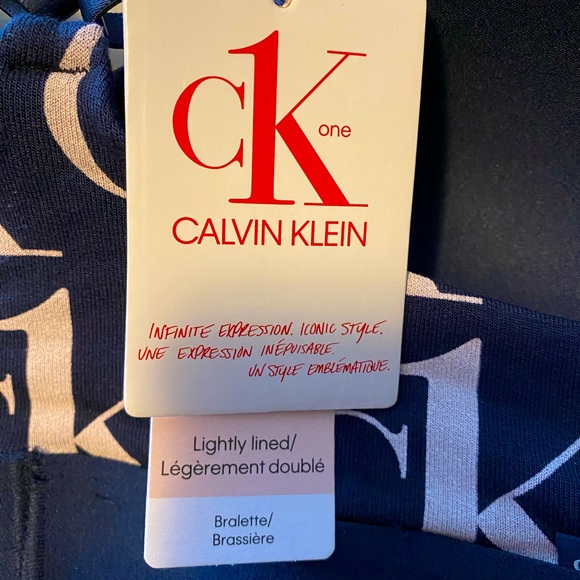 cK
one
CALVIN KLEIN
INFINITE EXPRESSION. ICONIC STYLE.
UNE EXPRESSION INÉPUISABLE.
UN STYLE EMBLÉMATIQUE.
Lightly lined/
Légèrement doublé
Bralette/
Brassière